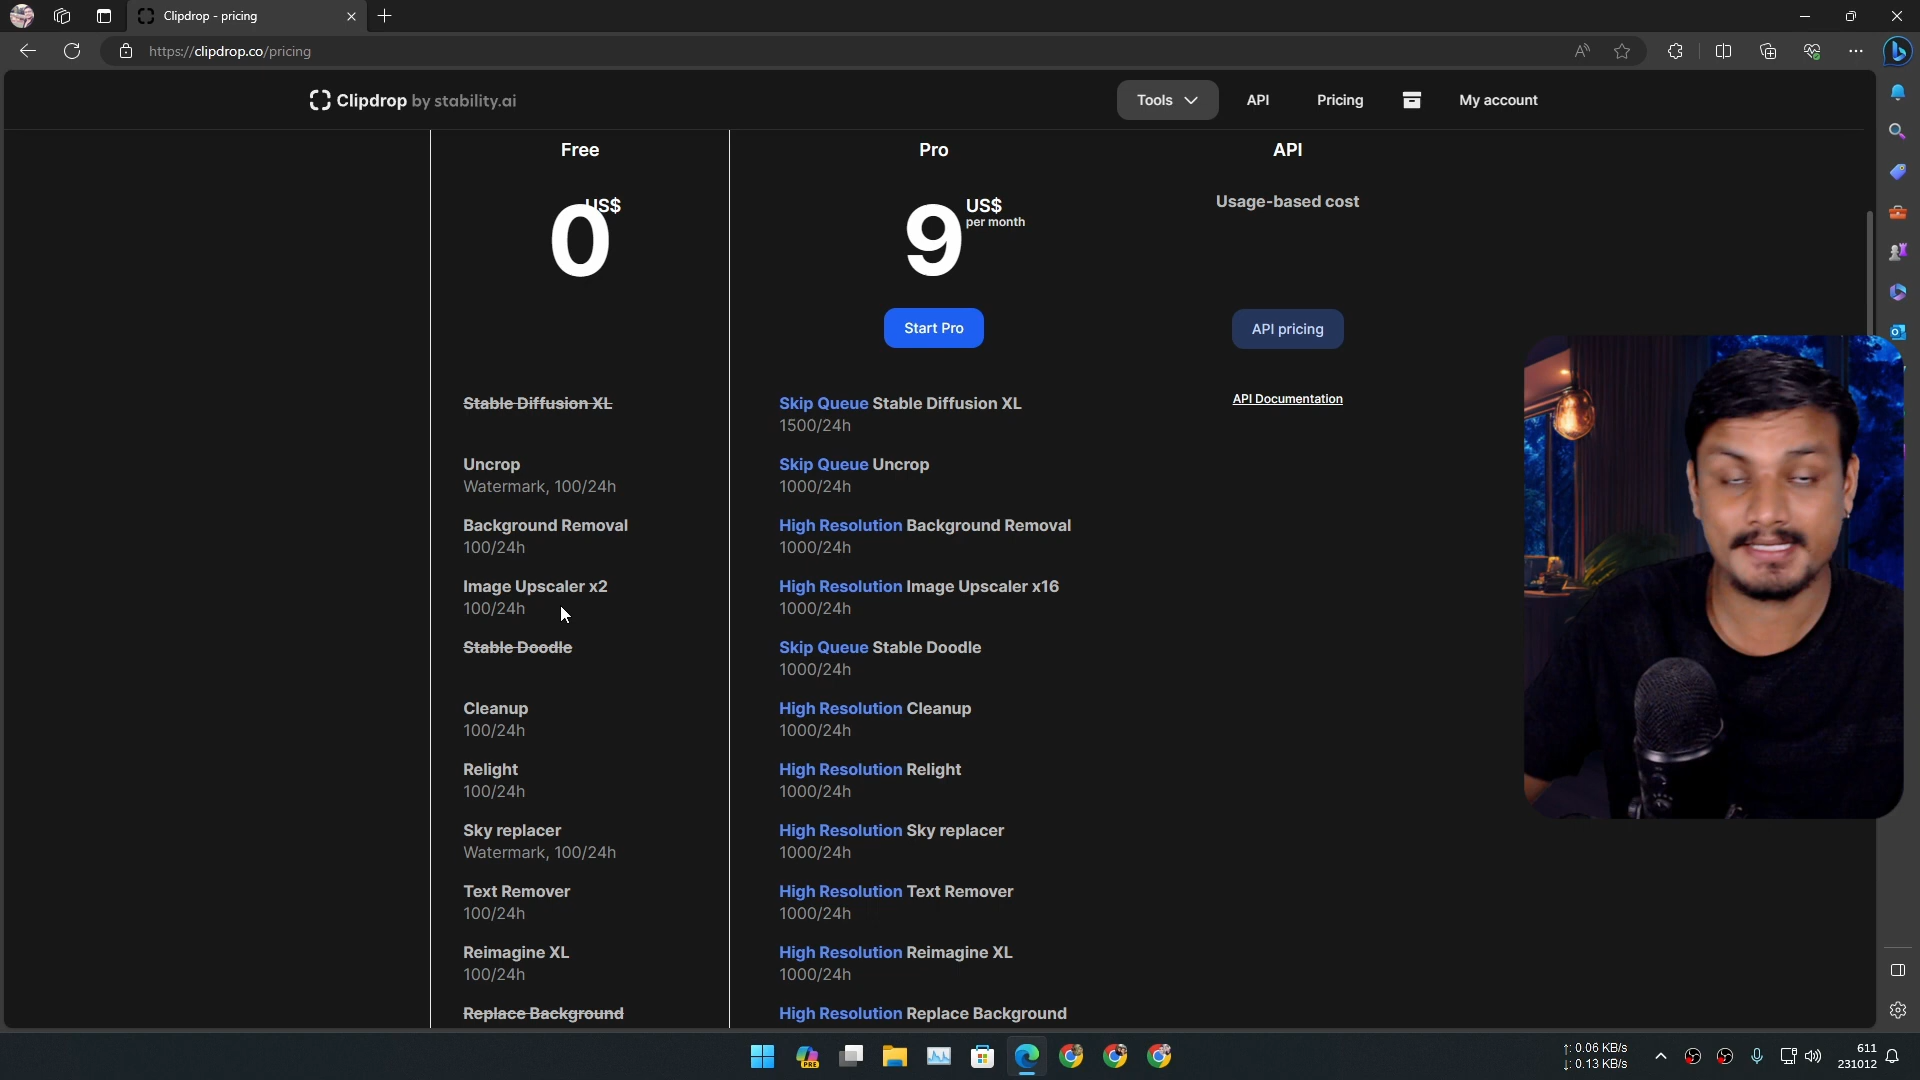 Clipdrop - pricing
https://clipdrop.co/pricing
Clipdrop by stability.ai
Tools
API
Pricing
My account
Free
Pro
API
0 US$
9 US$
per month
Usage-based cost
Start Pro
API pricing
API Documentation
Stable Diffusion XL
Uncrop
Watermark, 100/24h
Background Removal
100/24h
Image Upscaler x2
100/24h
Stable Doodle
Cleanup
100/24h
Relight
100/24h
Sky replacer
Watermark, 100/24h
Text Remover
100/24h
Reimagine XL
100/24h
Replace Background
Skip Queue Stable Diffusion XL
1500/24h
Skip Queue Uncrop
1000/24h
High Resolution Background Removal
1000/24h
High Resolution Image Upscaler x16
1000/24h
Skip Queue Stable Doodle
1000/24h
High Resolution Cleanup
1000/24h
High Resolution Relight
1000/24h
High Resolution Sky replacer
1000/24h
High Resolution Text Remover
1000/24h
High Resolution Reimagine XL
1000/24h
High Resolution Replace Background
PRE
↑: 0.06 KB/s
↓: 0.13 KB/s
611
231012